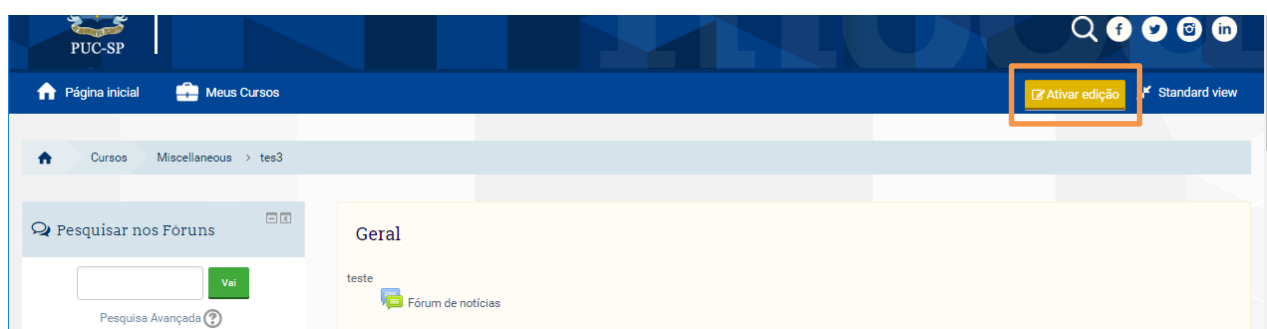 PUC-SP
Página inicial Meus Cursos Ativar edição Standard view
Cursos Miscellaneous > tes3
Pesquisar nos Fóruns
Vai
Pesquisa Avançada
Geral
teste
Fórum de notícias